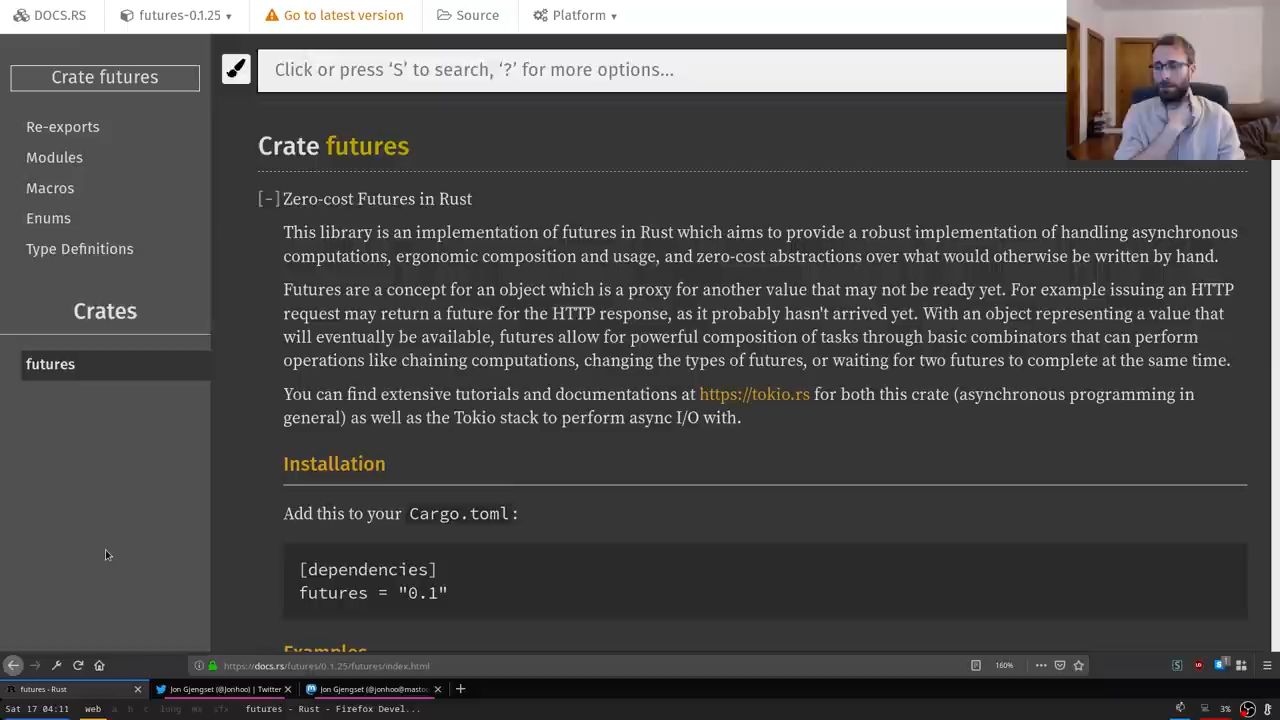 DOCS.RS
futures-0.1.25
Go to latest version
Source
Platform
Crate futures
Click or press ‘S’ to search, ‘?’ for more options...
Re-exports
Modules
Macros
Enums
Type Definitions
Crates
futures
Crate futures
[-] Zero-cost Futures in Rust
This library is an implementation of futures in Rust which aims to provide a robust implementation of handling asynchronous
computations, ergonomic composition and usage, and zero-cost abstractions over what would otherwise be written by hand.
Futures are a concept for an object which is a proxy for another value that may not be ready yet. For example issuing an HTTP
request may return a future for the HTTP response, as it probably hasn't arrived yet. With an object representing a value that
will eventually be available, futures allow for powerful composition of tasks through basic combinators that can perform
operations like chaining computations, changing the types of futures, or waiting for two futures to complete at the same time.
You can find extensive tutorials and documentations at https://tokio.rs for both this crate (asynchronous programming in
general) as well as the Tokio stack to perform async I/O with.
Installation
Add this to your Cargo.toml:
[dependencies]
futures = "0.1"
Examples
https://docs.rs/futures/0.1.25/futures/index.html
160%
futures - Rust
Jon Gjengset (@Jonhoo) | Twitter
Jon Gjengset (@jonhoo@masto
Sat 17 04:11
web
a
b
c
long
futures - Rust - Firefox Devel...
3%